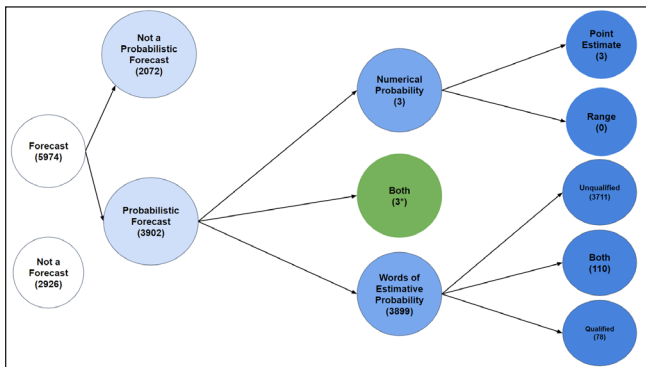 Not a
Probabilistic
Forecast
(2072)
Forecast
(5974)
Probabilistic
Forecast
(3902)
Not a
Forecast
(2926)
Numerical
Probability
(3)
Both
(3*)
Words of
Estimative
Probability
(3899)
Point
Estimate
(3)
Range
(0)
Unqualified
(3711)
Both
(110)
Qualified
(78)